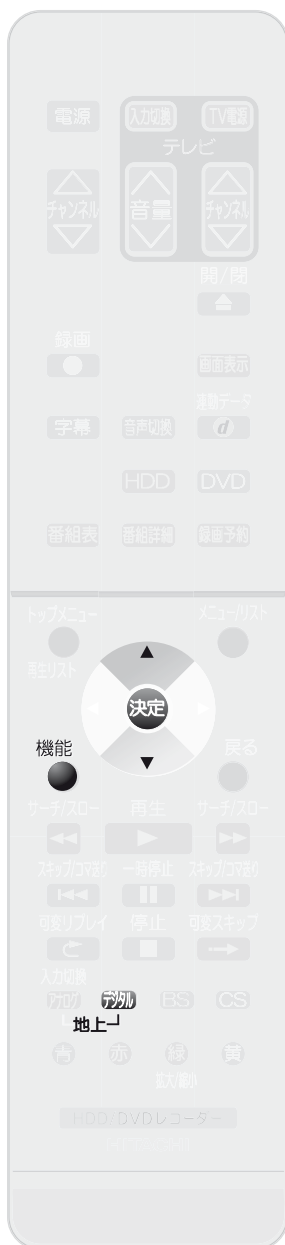 電源 入力切換 TV電源
テレビ
チャンネル 音量 チャンネル
開/閉
録画
画面表示
連動データ
字幕 音声切換 d
HDD DVD
番組表 番組詳細 録画予約
トップメニュー メニュー/リスト
再生リスト
決定
機能 戻る
サーチ/スロー 再生 サーチ/スロー
スキップ/コマ送り 一時停止 スキップ/コマ送り
可変リプレイ 停止 可変スキップ
入力切換
アナログ デジタル BS CS
地上
青 赤 緑 黄
拡大/縮小
HDD/DVDレコーダー